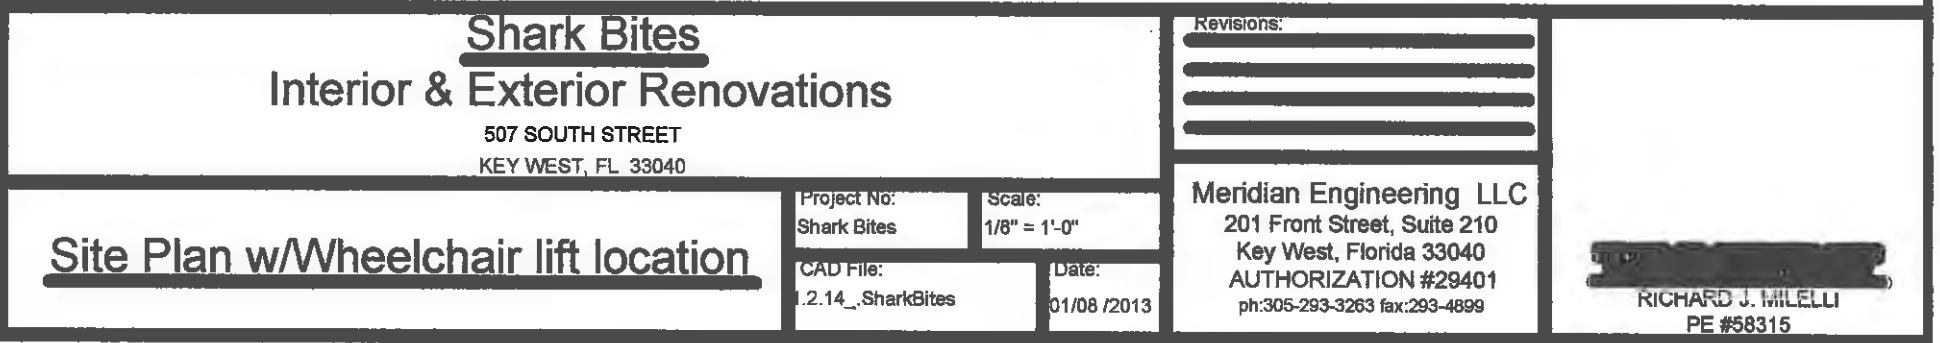 Shark Bites
Interior & Exterior Renovations
507 SOUTH STREET
KEY WEST, FL 33040
Site Plan w/Wheelchair lift location
Project No:
Shark Bites
Scale:
1/8" = 1'-0"
CAD File:
.2.14_.SharkBites
Date:
01/08 /2013
Revisions:
Meridian Engineering LLC
201 Front Street, Suite 210
Key West, Florida 33040
AUTHORIZATION #29401
ph:305-293-3263 fax:293-4899
RICHARD J. MILELLI
PE #58315